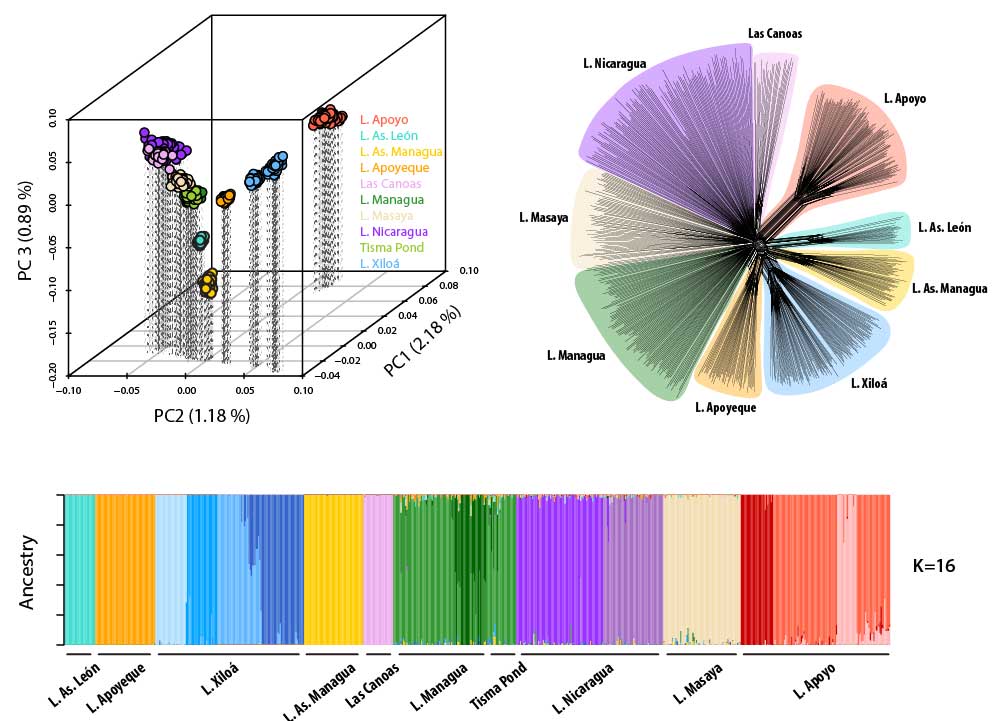 Las Canoas
L. Nicaragua
L. Apoyo
L. Masaya
L. As. León
L. As. Managua
L. Managua
L. Xiloá
L. Apoyeque
PC 3 (0.89 %)
0.10
0.05
0.00
−0.05
−0.10
−0.15
−0.20
−0.10
−0.05
0.00
0.05
0.10
PC2 (1.18 %)
−0.04
−0.02
0.00
0.02
0.04
0.06
0.08
0.10
PC1 (2.18 %)
L. Apoyo
L. As. León
L. As. Managua
L. Apoyeque
Las Canoas
L. Managua
L. Masaya
L. Nicaragua
Tisma Pond
L. Xiloá
Ancestry
K=16
L. As. León
L. Apoyeque
L. Xiloá
L. As. Managua
Las Canoas
L. Managua
Tisma Pond
L. Nicaragua
L. Masaya
L. Apoyo